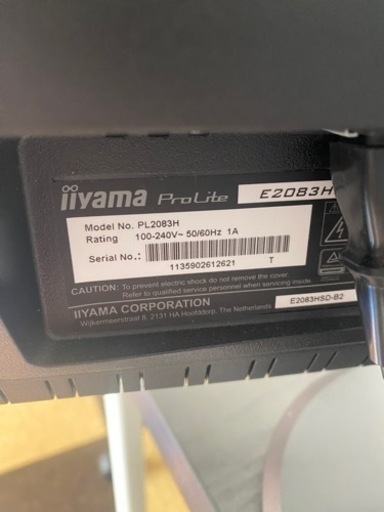 iiyama ProLite E2083H
Model No. PL2083H
Rating 100-240V~ 50/60Hz 1A
Serial No.:
1135902612621 T
CAUTION: To prevent electric shock do not remove the cover.
Refer to qualified service personnel when servicing inside.
IIYAMA CORPORATION
E2083HSD-B2
Wijkermeerstraat 8, 2131 HA Hoofddorp, The Netherlands